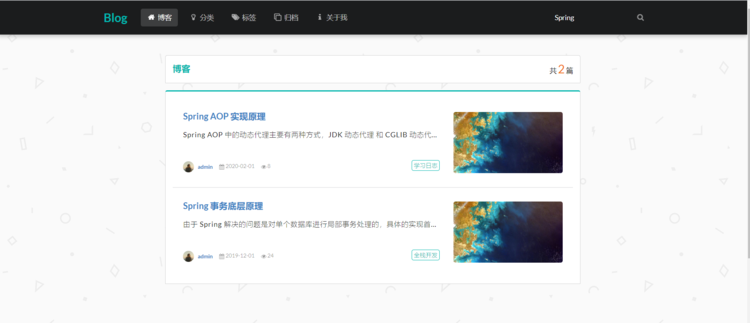 Blog 博客 分类 标签 归档 关于我 Spring
博客 共 2 篇
Spring AOP 实现原理
Spring AOP 中的动态代理主要有两种方式，JDK 动态代理 和 CGLIB 动态代...
admin 2020-02-01 8 学习日志
Spring 事务底层原理
由于 Spring 解决的问题是对单个数据库进行局部事务处理的，具体的实现首...
admin 2019-12-01 24 全栈开发